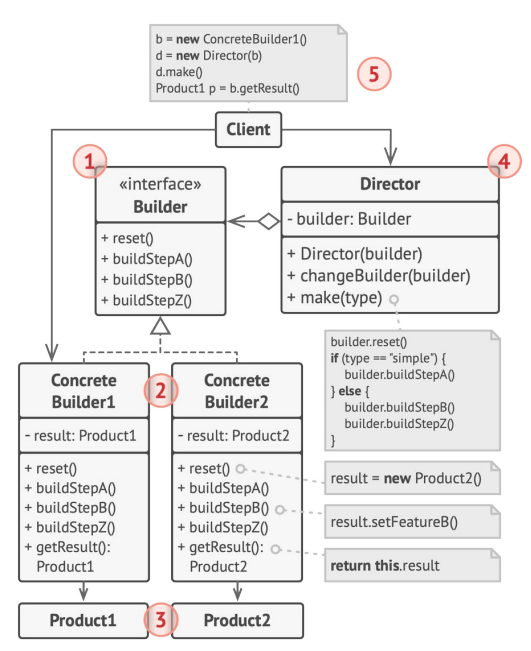 b = new ConcreteBuilder1()
d = new Director(b)
d.make()
Product1 p = b.getResult()
5
Client
1
«interface»
Builder
+ reset()
+ buildStepA()
+ buildStepB()
+ buildStepZ()
4
Director
- builder: Builder
+ Director(builder)
+ changeBuilder(builder)
+ make(type)
builder.reset()
if (type == "simple") {
builder.buildStepA()
} else {
builder.buildStepB()
builder.buildStepZ()
}
2
Concrete
Builder1
- result: Product1
+ reset()
+ buildStepA()
+ buildStepB()
+ buildStepZ()
+ getResult():
Product1
Concrete
Builder2
- result: Product2
+ reset()
+ buildStepA()
+ buildStepB()
+ buildStepZ()
+ getResult():
Product2
result = new Product2()
result.setFeatureB()
return this.result
Product1
3
Product2